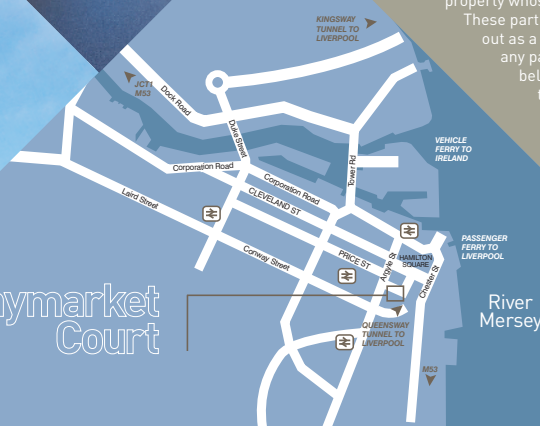 property whos
These part
out as a
any pa
bel
KINGSWAY
TUNNEL TO
LIVERPOOL
JCT1
M53
Dock Road
Duke Street
VEHICLE
FERRY TO
IRELAND
Corporation Road
Tower Rd
Corporation Road
Laird Street
CLEVELAND ST
PASSENGER
FERRY TO
LIVERPOOL
Conway Street
PRICE ST
Argyle St
HAMILTON
SQUARE
Chester St
River
Mersey
aymarket
Court
QUEENSWAY
TUNNEL TO
LIVERPOOL
M53